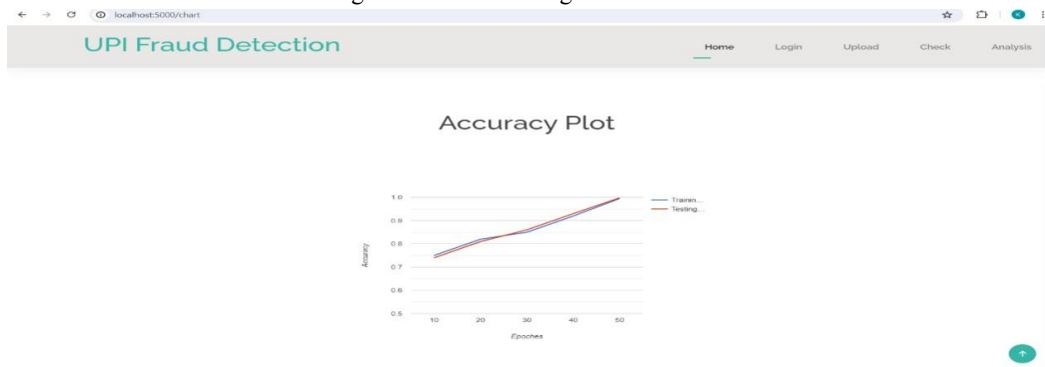 localhost:5000/chart
UPI Fraud Detection
Home Login Upload Check Analysis
Accuracy Plot
1.0
0.9
0.8
0.7
0.6
0.5
Accuracy
10 20 30 40 50
Epoches
Trainin...
Testing...